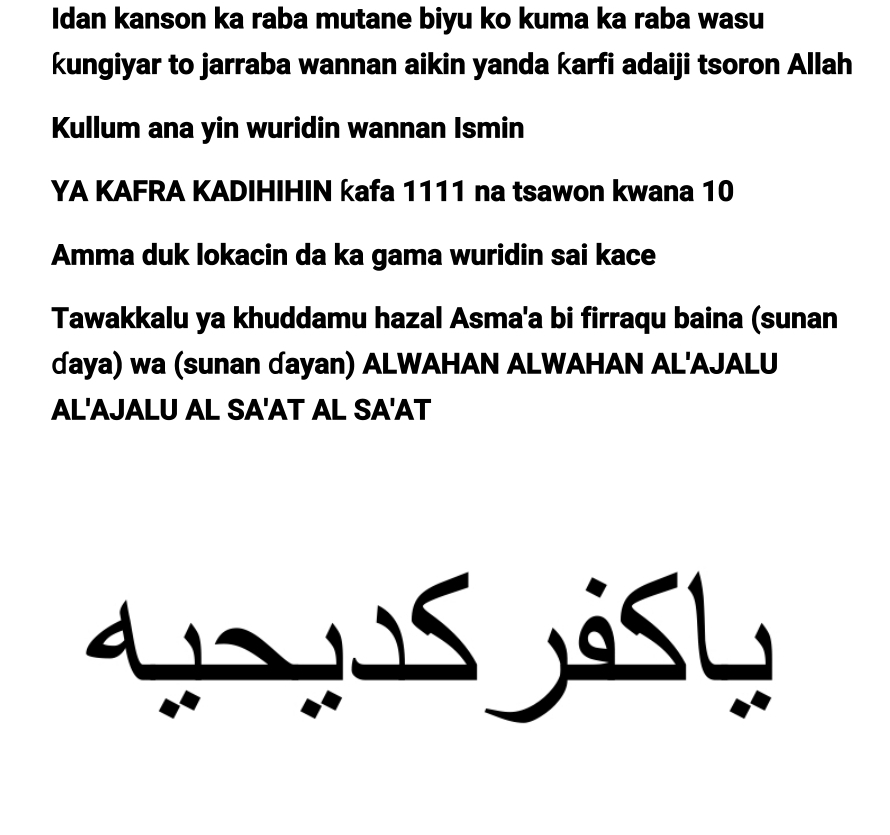 Idan kanson ka raba mutane biyu ko kuma ka raba wasu
ƙungiyar to jarraba wannan aikin yanda ƙarfi adaiji tsoron Allah
Kullum ana yin wuridin wannan Ismin
YA KAFRA KADIHIHIN ƙafa 1111 na tsawon kwana 10
Amma duk lokacin da ka gama wuridin sai kace
Tawakkalu ya khuddamu hazal Asma'a bi firraqu baina (sunan
ɗaya) wa (sunan ɗayan) ALWAHAN ALWAHAN AL'AJALU
AL'AJALU AL SA'AT AL SA'AT
ياكفر كديحيه